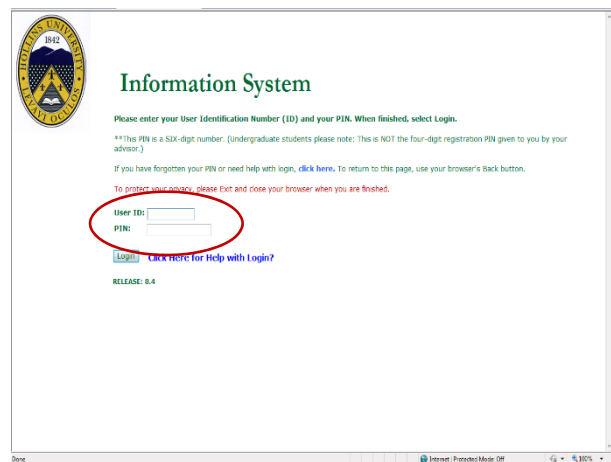 HOLLINS UNIVERSITY
1842
LEVAVI OCULOS
Information System
Please enter your User Identification Number (ID) and your PIN. When finished, select Login.
**This PIN is a SIX-digit number. (Undergraduate students please note: This is NOT the four-digit registration PIN given to you by your
advisor.)
If you have forgotten your PIN or need help with login, click here. To return to this page, use your browser's Back button.
To protect your privacy, please Exit and close your browser when you are finished.
User ID:
PIN:
Login Click Here for Help with Login?
RELEASE: 8.4
Done Internet | Protected Mode: Off 100%